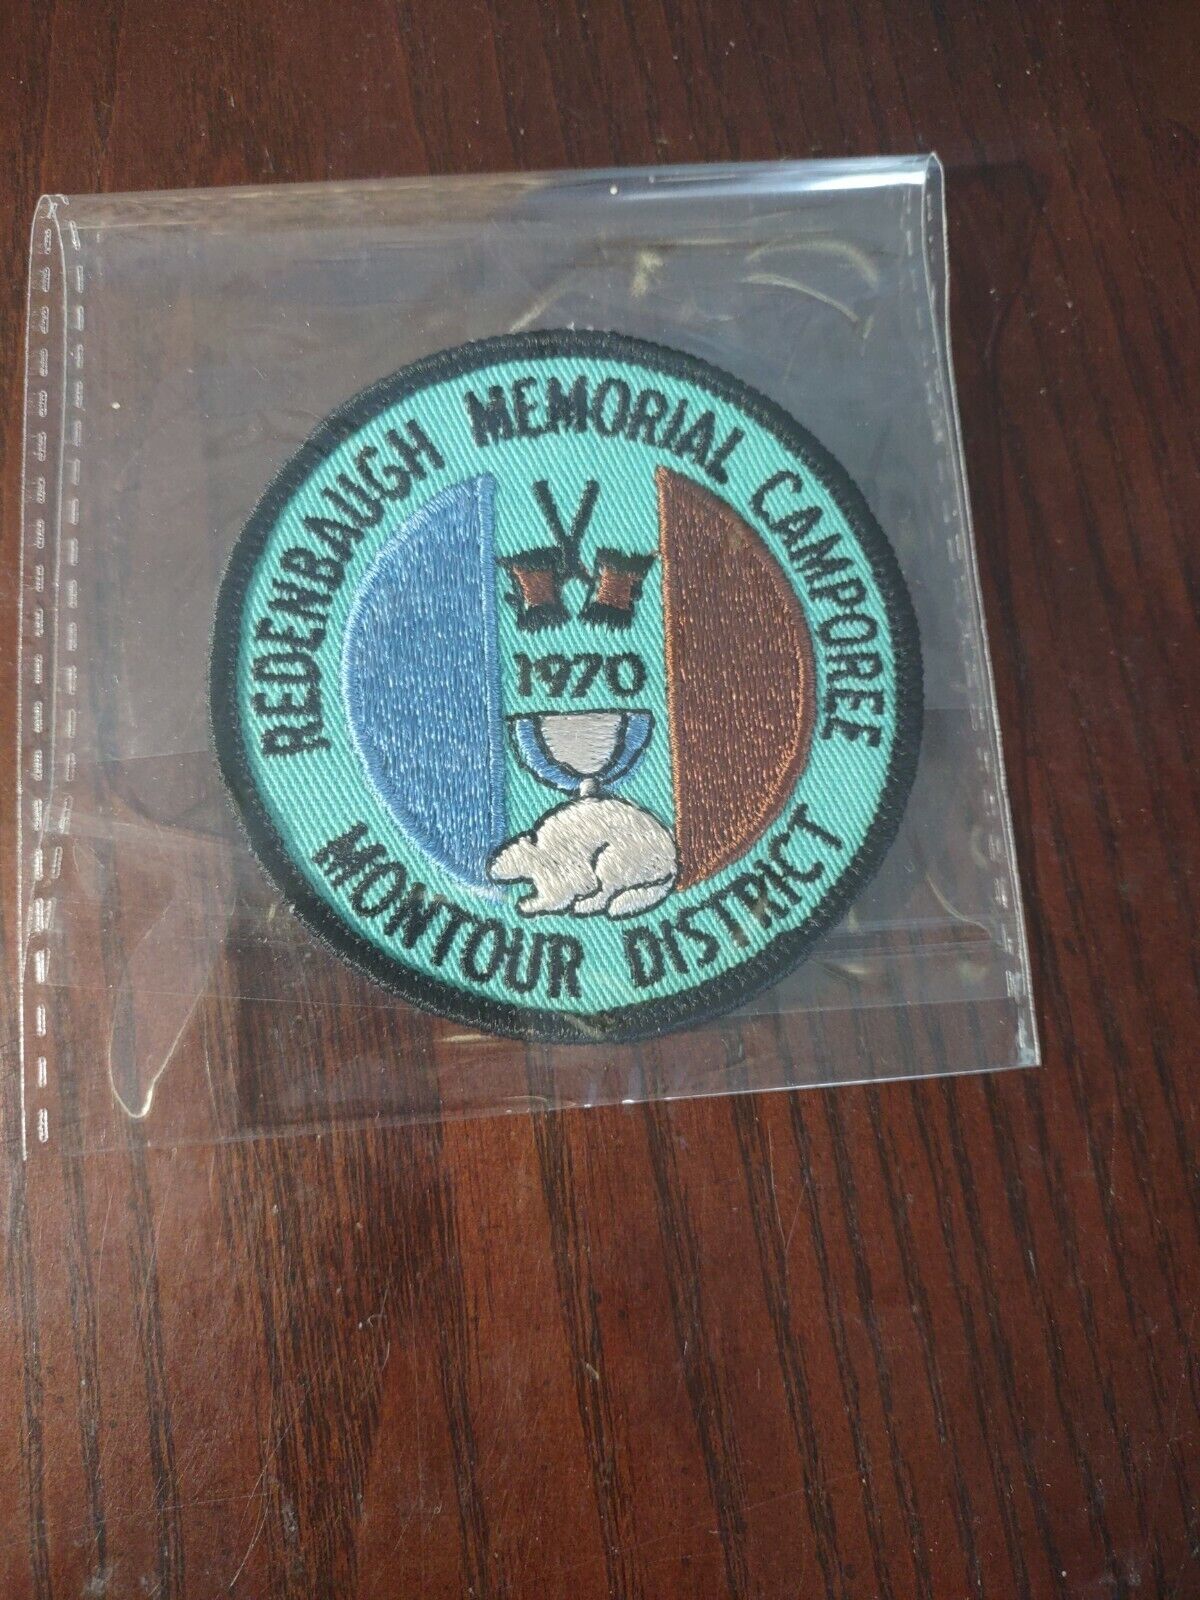 REDENBAUGH MEMORIAL CAMPOREE
1970
MONTOUR DISTRICT